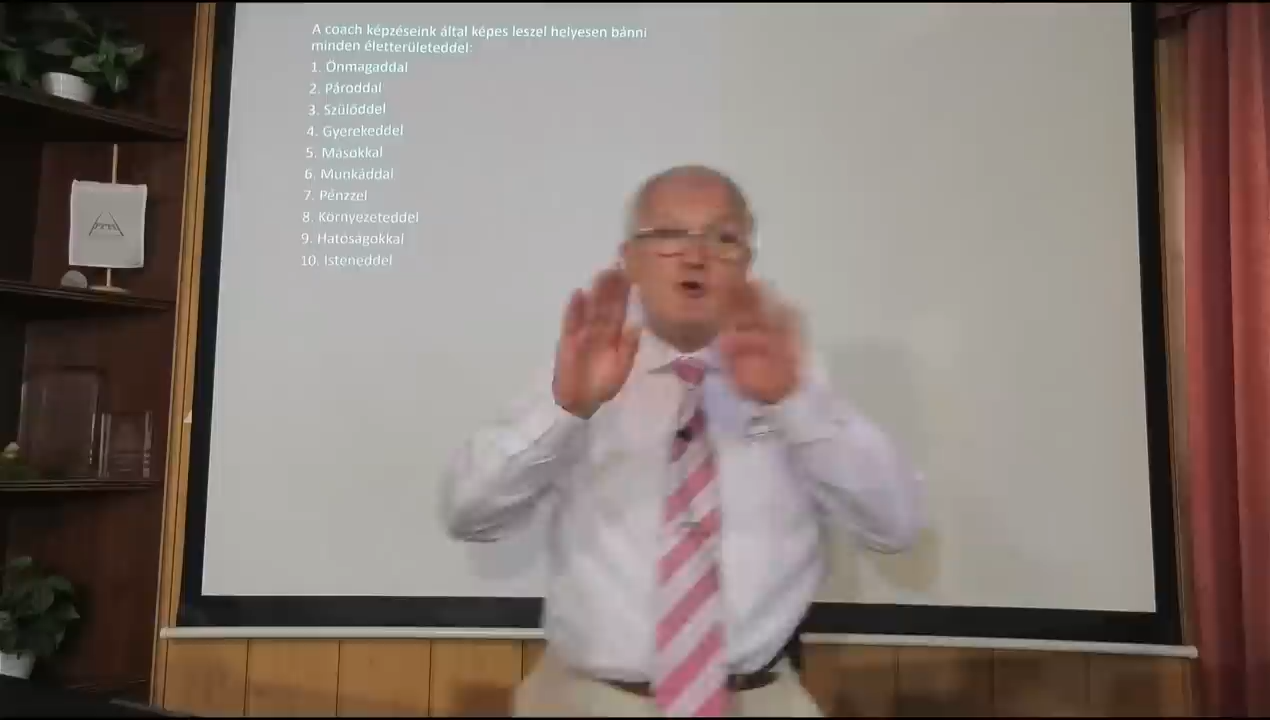 A coach képzéseink által képes leszel helyesen bánni
minden életterületeddel:
1. Önmagaddal
2. Pároddal
3. Szülőddel
4. Gyerekeddel
5. Másokkal
6. Munkáddal
7. Pénzzel
8. Környezeteddel
9. Hatóságokkal
10. Isteneddel